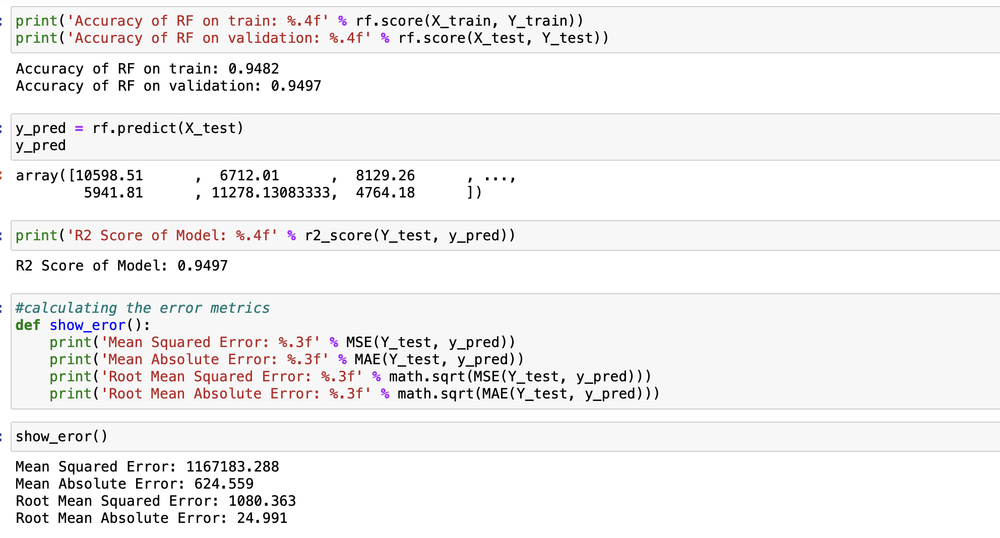 print('Accuracy of RF on train: %.4f' % rf.score(X_train, Y_train))
print('Accuracy of RF on validation: %.4f' % rf.score(X_test, Y_test))
Accuracy of RF on train: 0.9482
Accuracy of RF on validation: 0.9497
y_pred = rf.predict(X_test)
y_pred
array([10598.51      ,  6712.01      ,  8129.26      , ...,
        5941.81      , 11278.13083333,  4764.18      ])
print('R2 Score of Model: %.4f' % r2_score(Y_test, y_pred))
R2 Score of Model: 0.9497
#calculating the error metrics
def show_eror():
    print('Mean Squared Error: %.3f' % MSE(Y_test, y_pred))
    print('Mean Absolute Error: %.3f' % MAE(Y_test, y_pred))
    print('Root Mean Squared Error: %.3f' % math.sqrt(MSE(Y_test, y_pred)))
    print('Root Mean Absolute Error: %.3f' % math.sqrt(MAE(Y_test, y_pred)))
show_eror()
Mean Squared Error: 1167183.288
Mean Absolute Error: 624.559
Root Mean Squared Error: 1080.363
Root Mean Absolute Error: 24.991